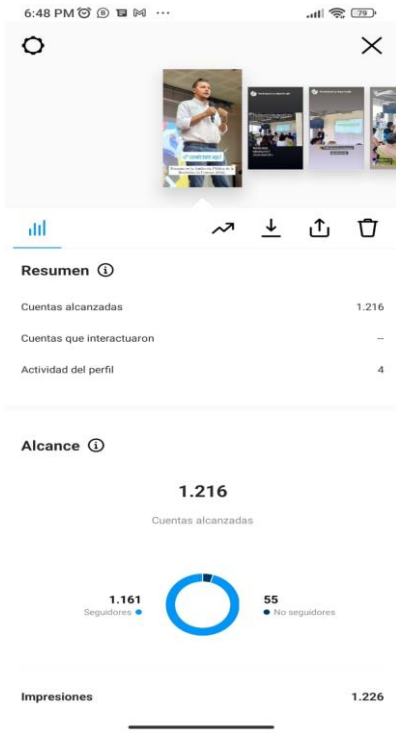 6:48 PM
79
Resumen
Cuentas alcanzadas 1.216
Cuentas que interactuaron --
Actividad del perfil 4
Alcance
1.216
Cuentas alcanzadas
1.161
Seguidores
55
No seguidores
Impresiones 1.226